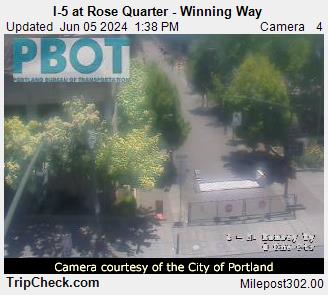 I-5 at Rose Quarter - Winning Way
Updated Jun 05 2024 1:38 PM Camera 4
PBOT
PORTLAND BUREAU OF TRANSPORTATION
Camera courtesy of the City of Portland
TripCheck.com Milepost302.00